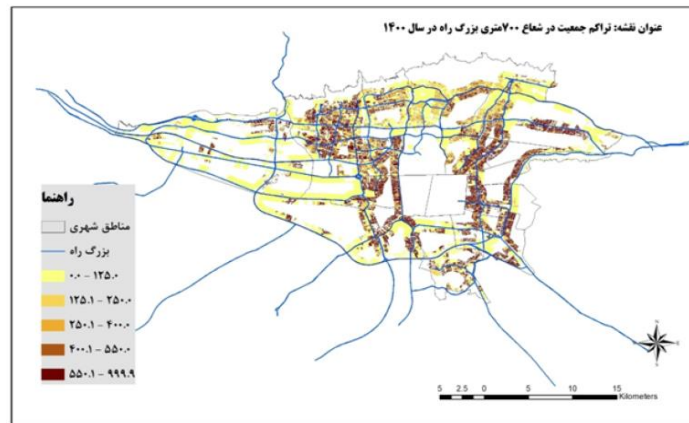 عنوان نقشه: تراکم جمعیت در شعاع ۷۰۰متری بزرگ راه در سال ۱۴۰۰
راهنما
مناطق شهری
بزرگ راه
۰.۰ – ۱۲۵.۰
۱۲۵.۱ – ۲۵۰.۰
۲۵۰.۱ – ۴۰۰.۰
۴۰۰.۱ – ۵۵۰.۰
۵۵۰.۱ – ۹۹۹.۹
5 2.5 0 5 10 15
Kilometers